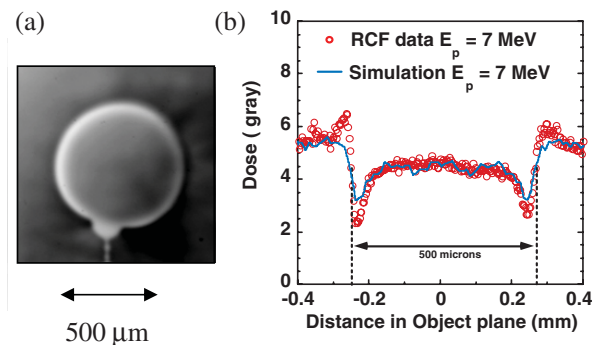 (a)
500 µm
(b)
RCF data E_p = 7 MeV
Simulation E_p = 7 MeV
Dose ( gray)
10
8
6
4
2
0
500 microns
-0.4 -0.2 0 0.2 0.4
Distance in Object plane (mm)